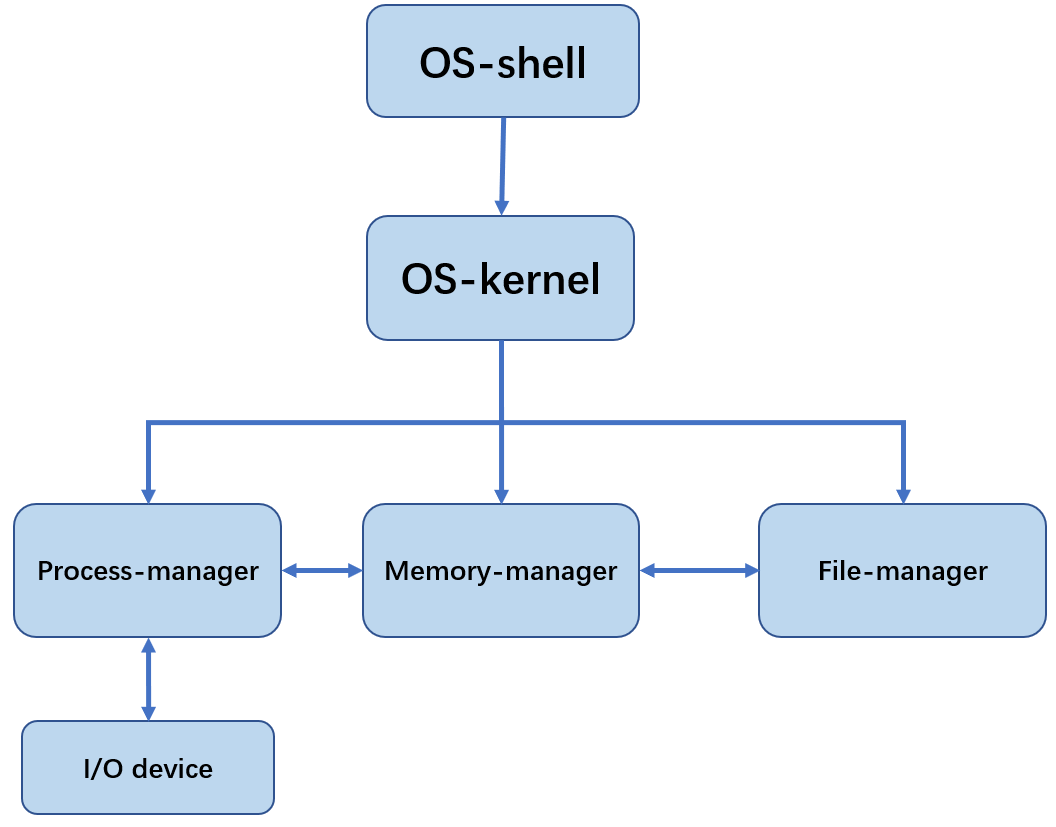 OS-shell
OS-kernel
Process-manager
Memory-manager
File-manager
I/O device